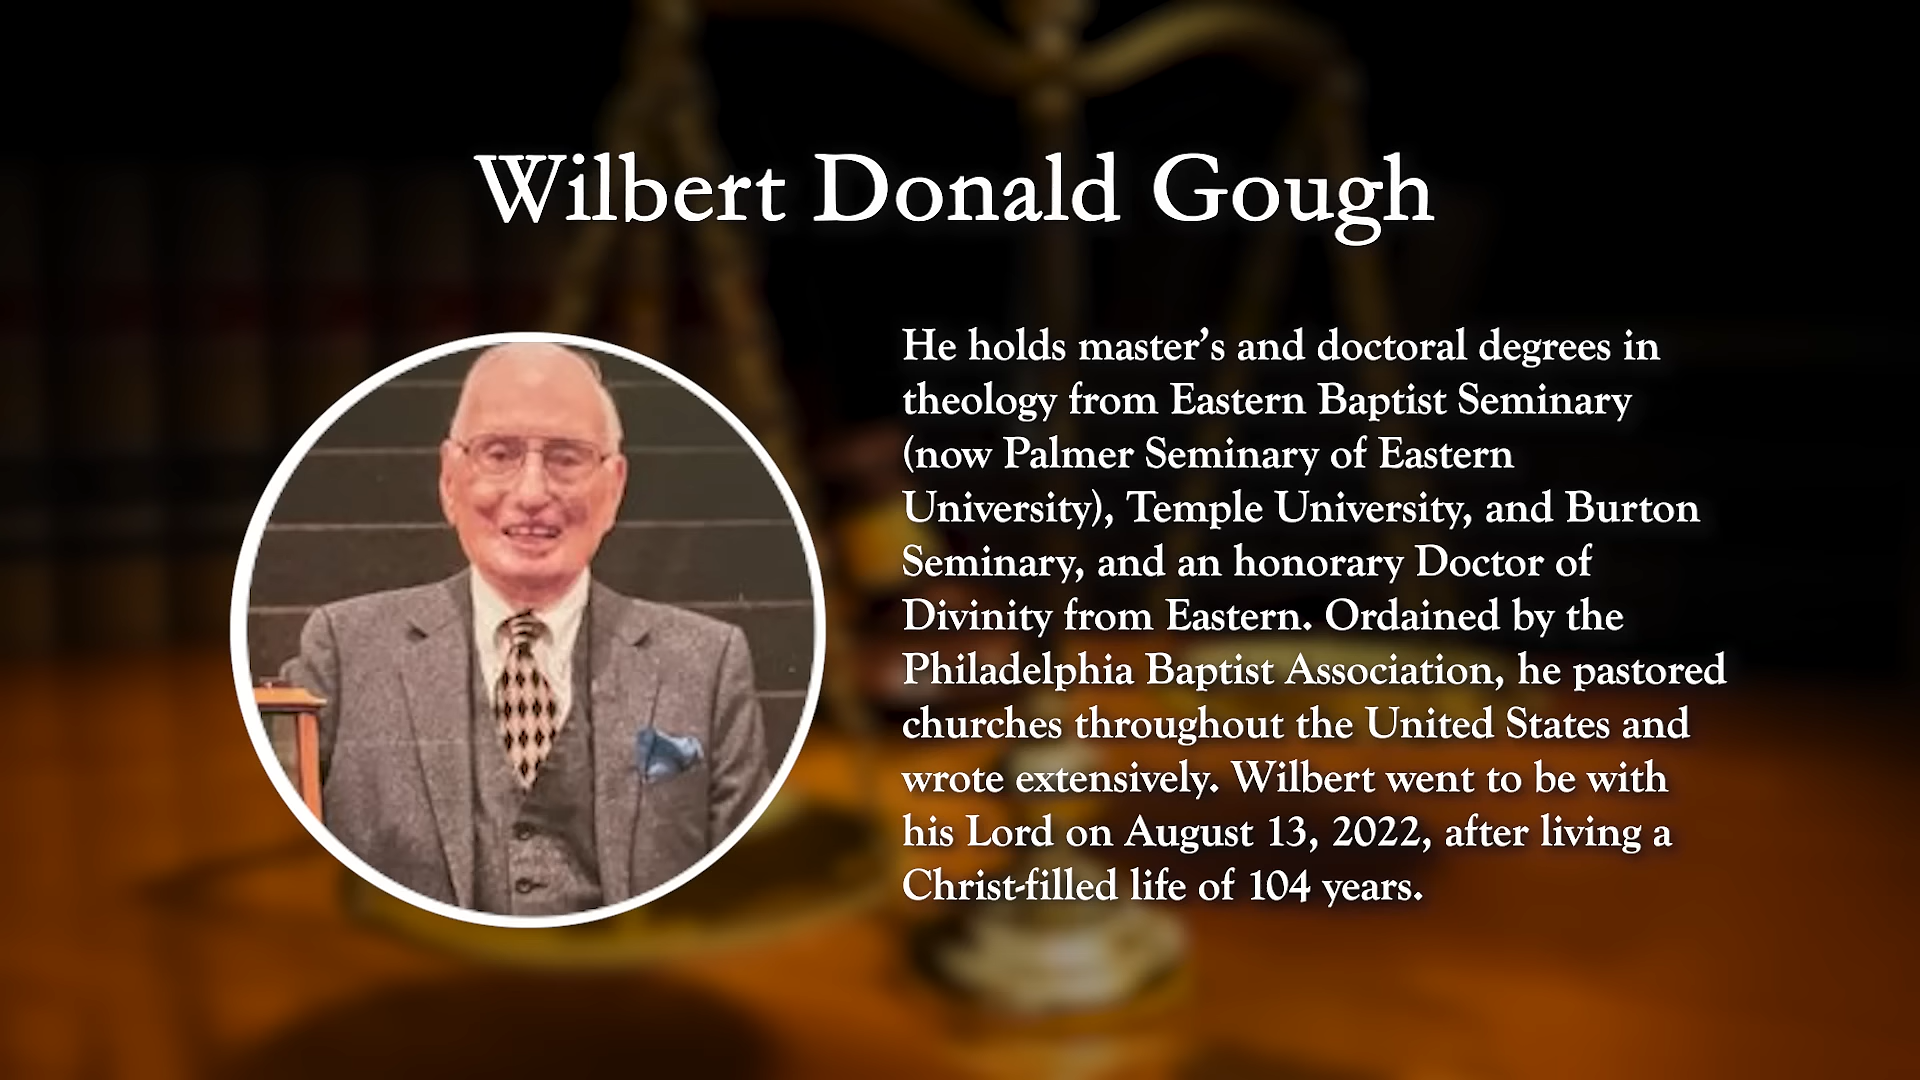 Wilbert Donald Gough
He holds master’s and doctoral degrees in
theology from Eastern Baptist Seminary
(now Palmer Seminary of Eastern
University), Temple University, and Burton
Seminary, and an honorary Doctor of
Divinity from Eastern. Ordained by the
Philadelphia Baptist Association, he pastored
churches throughout the United States and
wrote extensively. Wilbert went to be with
his Lord on August 13, 2022, after living a
Christ-filled life of 104 years.